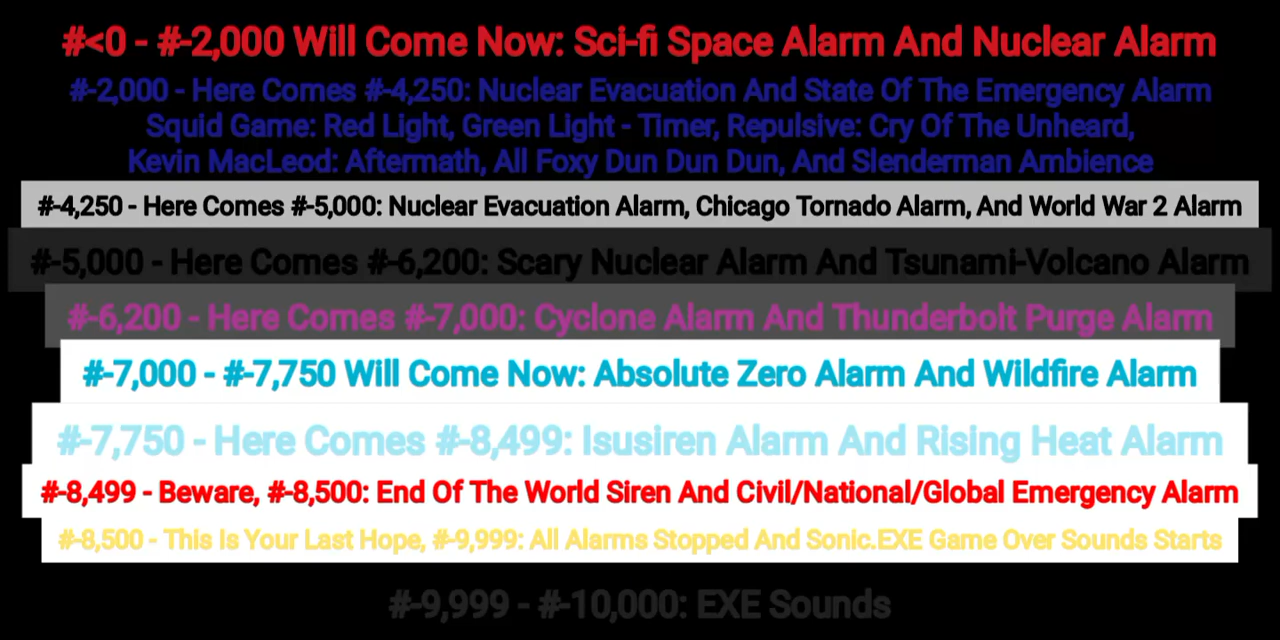 #<0 - #-2,000 Will Come Now: Sci-fi Space Alarm And Nuclear Alarm
#-2,000 - Here Comes #-4,250: Nuclear Evacuation And State Of The Emergency Alarm
Squid Game: Red Light, Green Light - Timer, Repulsive: Cry Of The Unheard,
Kevin MacLeod: Aftermath, All Foxy Dun Dun Dun, And Slenderman Ambience
#-4,250 - Here Comes #-5,000: Nuclear Evacuation Alarm, Chicago Tornado Alarm, And World War 2 Alarm
#-5,000 - Here Comes #-6,200: Scary Nuclear Alarm And Tsunami-Volcano Alarm
#-6,200 - Here Comes #-7,000: Cyclone Alarm And Thunderbolt Purge Alarm
#-7,000 - #-7,750 Will Come Now: Absolute Zero Alarm And Wildfire Alarm
#-7,750 - Here Comes #-8,499: Isusiren Alarm And Rising Heat Alarm
#-8,499 - Beware, #-8,500: End Of The World Siren And Civil/National/Global Emergency Alarm
#-8,500 - This Is Your Last Hope, #-9,999: All Alarms Stopped And Sonic.EXE Game Over Sounds Starts
#-9,999 - #-10,000: EXE Sounds